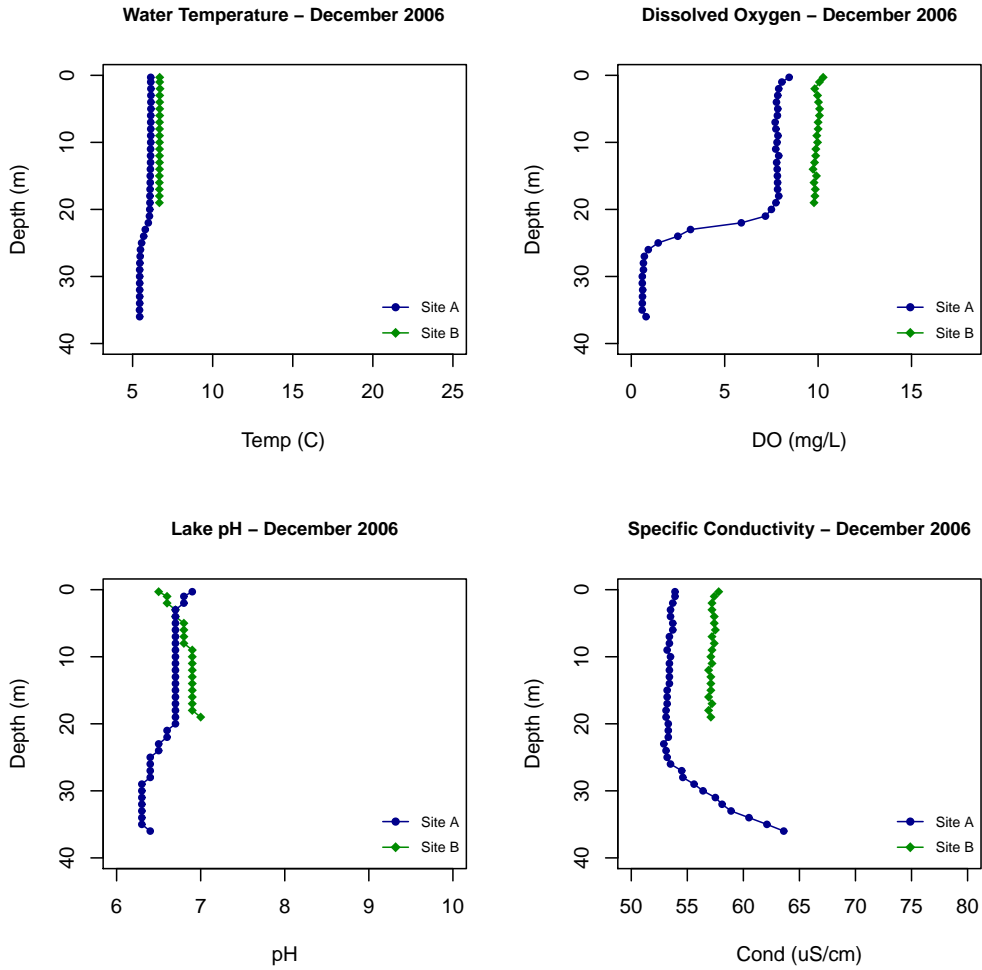 Water Temperature – December 2006
0
10
20
30
40
Depth (m)
5 10 15 20 25
Temp (C)
Site A
Site B
Dissolved Oxygen – December 2006
0
10
20
30
40
Depth (m)
0 5 10 15
DO (mg/L)
Site A
Site B
Lake pH – December 2006
0
10
20
30
40
Depth (m)
6 7 8 9 10
pH
Site A
Site B
Specific Conductivity – December 2006
0
10
20
30
40
Depth (m)
50 55 60 65 70 75 80
Cond (uS/cm)
Site A
Site B